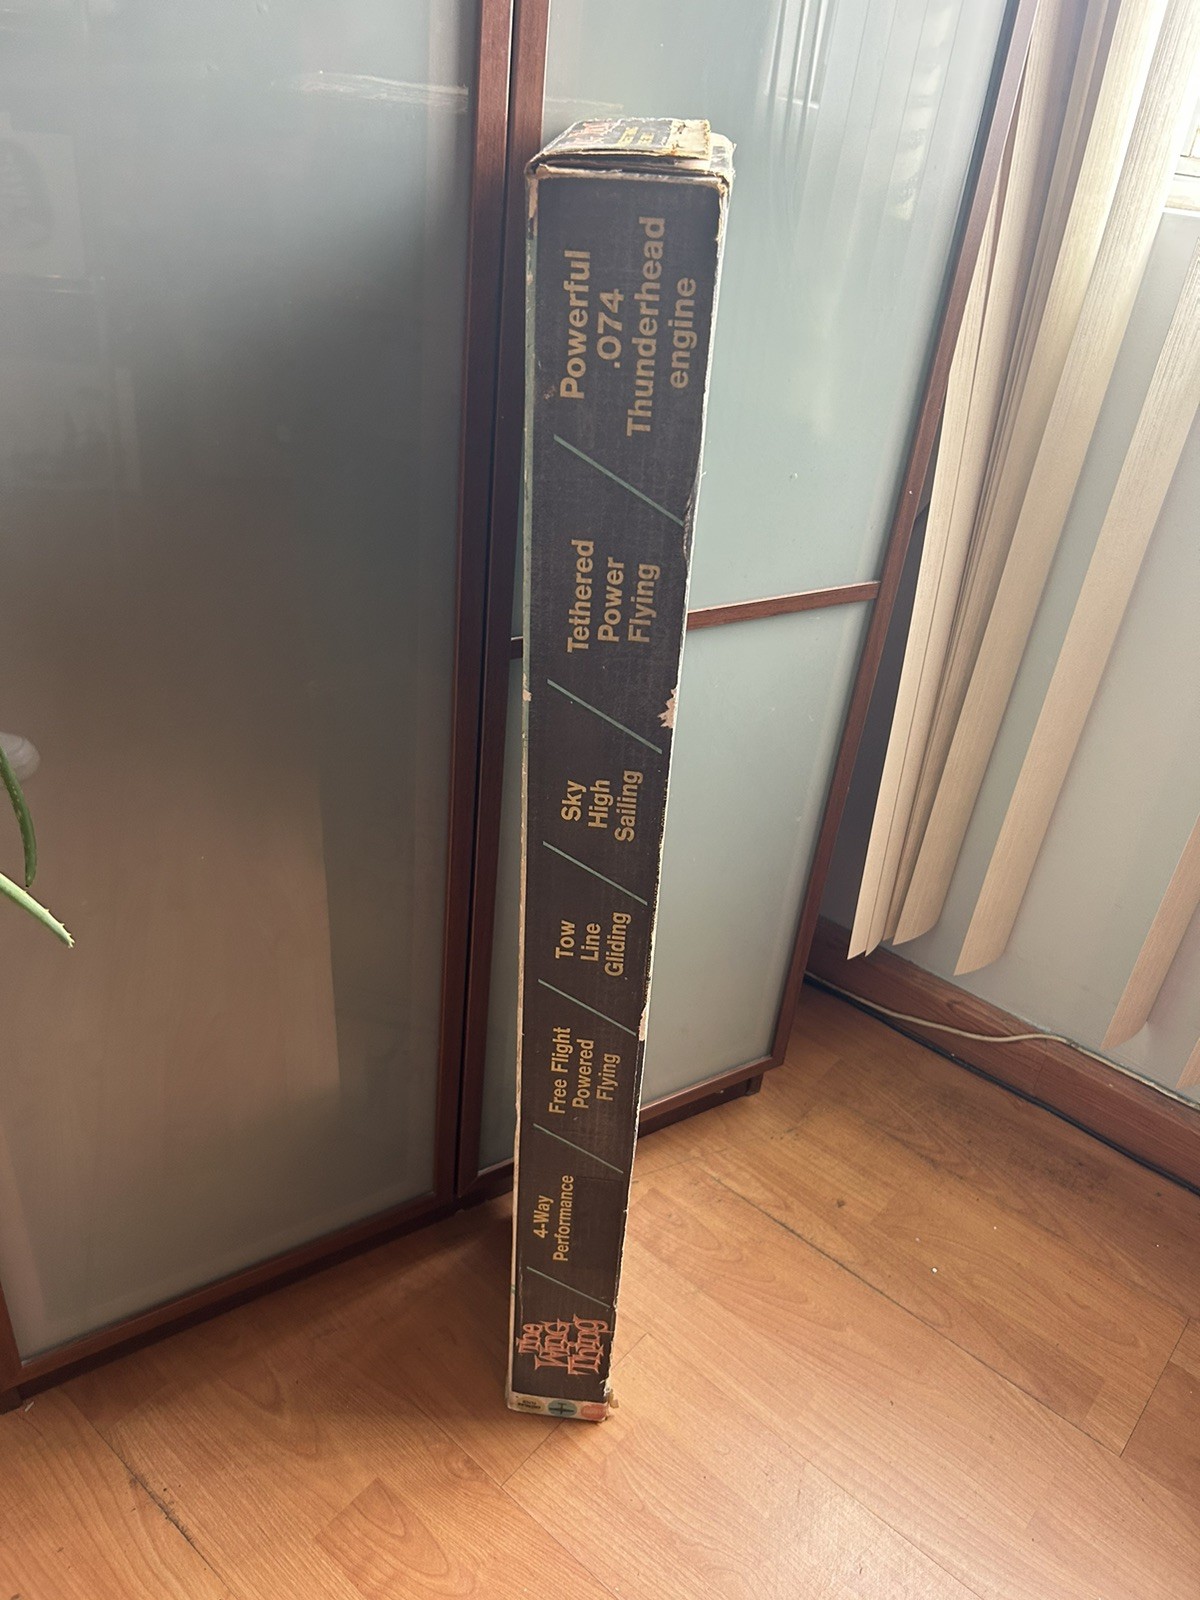 The
Wing
Thing
4-Way
Performance
Free Flight
Powered
Flying
Tow
Line
Gliding
Sky
High
Sailing
Tethered
Power
Flying
Powerful
.074
Thunderhead
engine